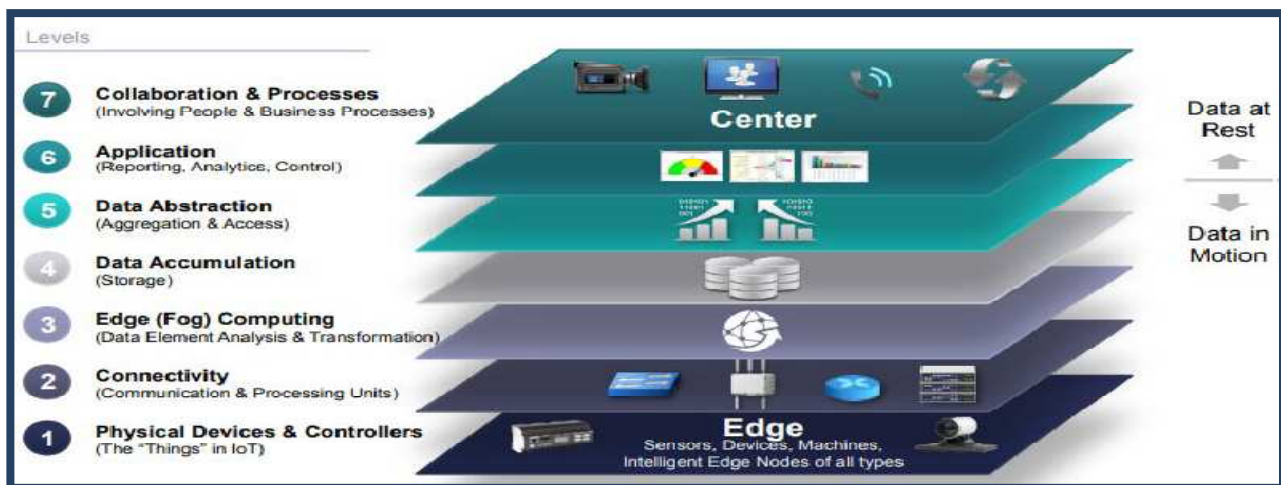 Levels
7
Collaboration & Processes
(Involving People & Business Processes)
6
Application
(Reporting, Analytics, Control)
5
Data Abstraction
(Aggregation & Access)
4
Data Accumulation
(Storage)
3
Edge (Fog) Computing
(Data Element Analysis & Transformation)
2
Connectivity
(Communication & Processing Units)
1
Physical Devices & Controllers
(The "Things" in IoT)
Center
Edge
Sensors, Devices, Machines,
Intelligent Edge Nodes of all types
Data at
Rest
Data in
Motion